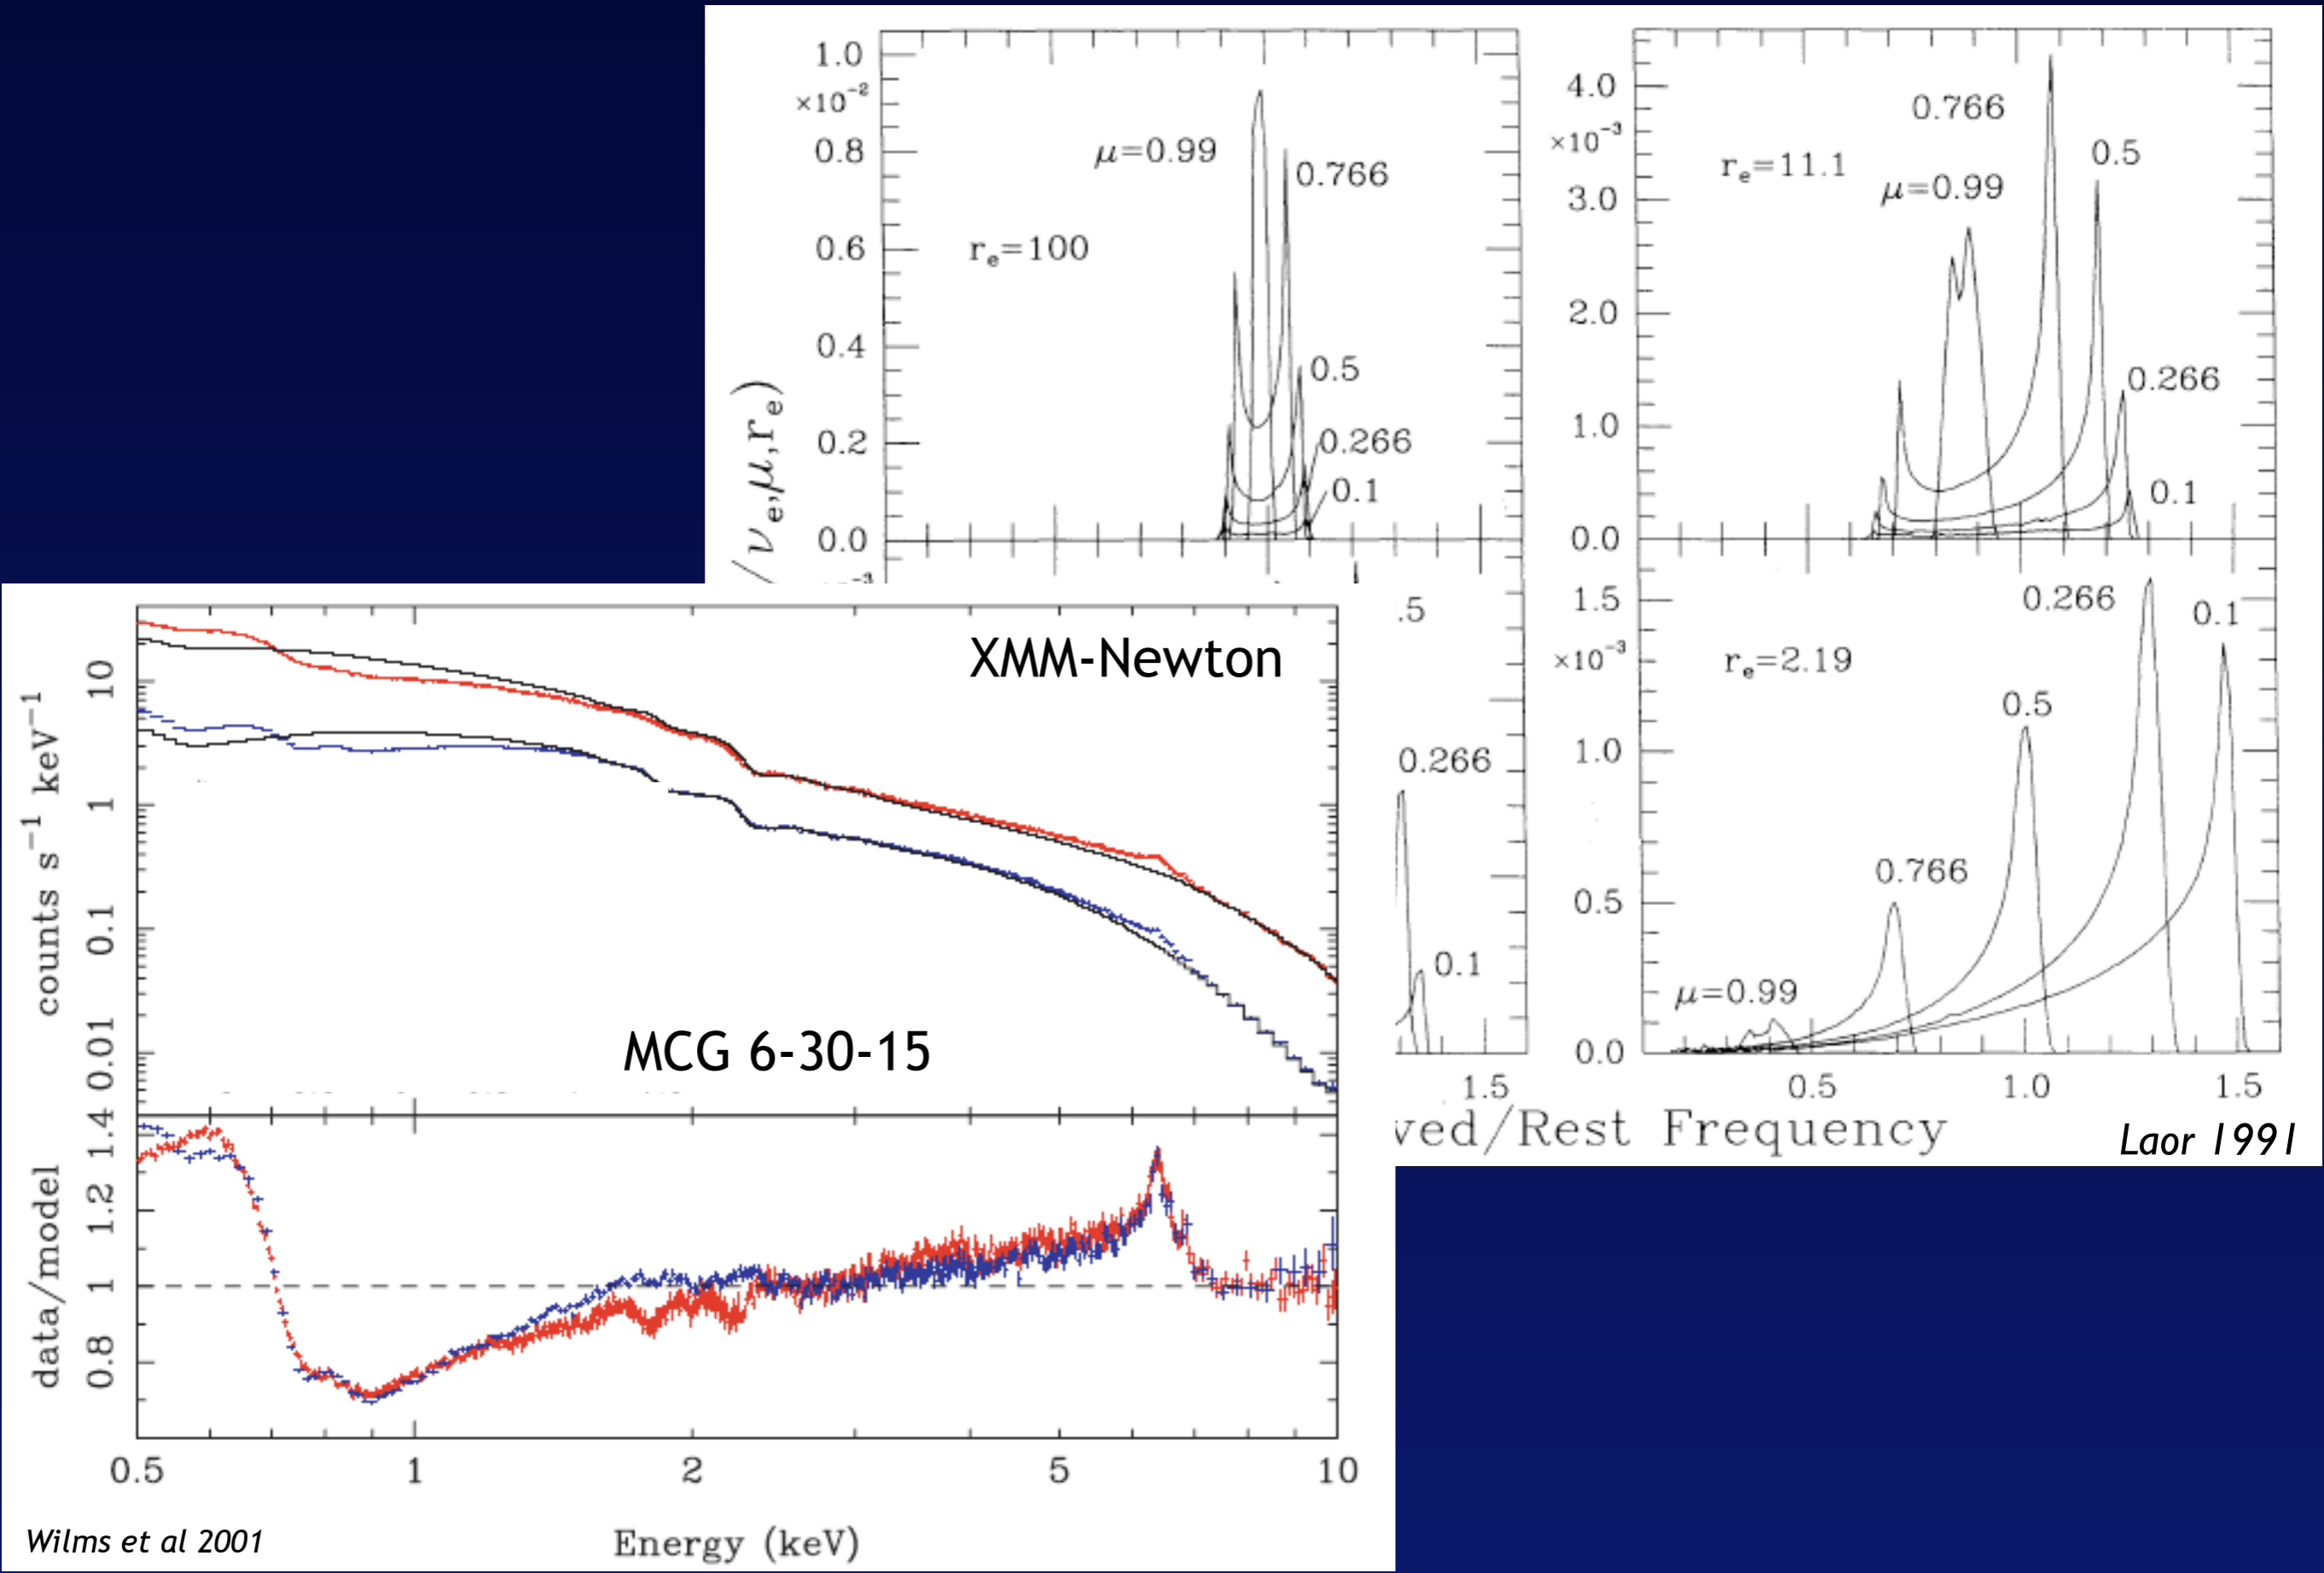 1.0
×10⁻²
0.8
0.6
0.4
0.2
0.0
μ=0.99
0.766
rₑ=100
0.5
0.266
0.1
/νₑ,μ,rₑ)
4.0
×10⁻³
3.0
2.0
1.0
0.0
0.766
rₑ=11.1
μ=0.99
0.5
0.266
0.1
⁻³
.5
0.266
0.1
1.5
1.5
×10⁻³
1.0
0.5
0.0
rₑ=2.19
0.266
0.1
0.5
0.766
μ=0.99
0.5 1.0 1.5
ved/Rest Frequency
Laor 1991
XMM-Newton
MCG 6-30-15
counts s⁻¹ keV⁻¹
10
1
0.1
0.01
data/model
1.4
1.2
1
0.8
0.5 1 2 5 10
Energy (keV)
Wilms et al 2001